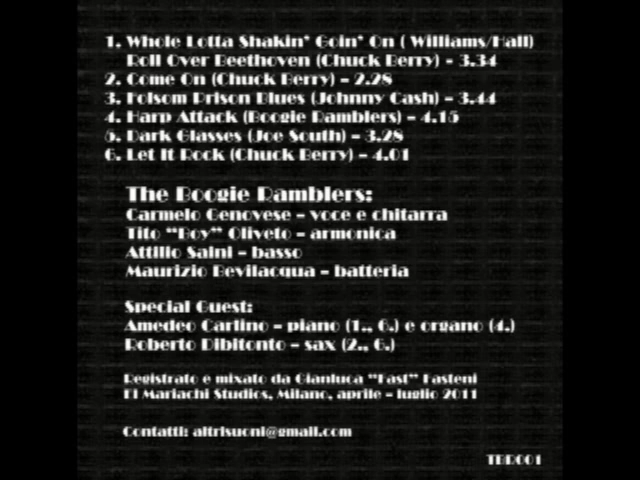 1. Whole Lotta Shakin' Goin' On ( Williams/Hall)
Roll Over Beethoven (Chuck Berry) - 3.34
2. Come On (Chuck Berry) - 2.28
3. Folsom Prison Blues (Johnny Cash) - 3.44
4. Harp Attack (Boogie Ramblers) - 4.15
5. Dark Glasses (Joe South) - 3.28
6. Let It Rock (Chuck Berry) - 4.01
The Boogie Ramblers:
Carmelo Genovese - voce e chitarra
Tito "Boy" Oliveto - armonica
Attilio Saini - basso
Maurizio Bevilacqua - batteria
Special Guest:
Amedeo Carlino - piano (1., 6.) e organo (4.)
Roberto Dibitonto - sax (2., 6.)
Registrato e mixato da Gianluca "Fast" Fasteni
El Mariachi Studios, Milano, aprile - luglio 2011
Contatti: altrisuoni@gmail.com
TBR001